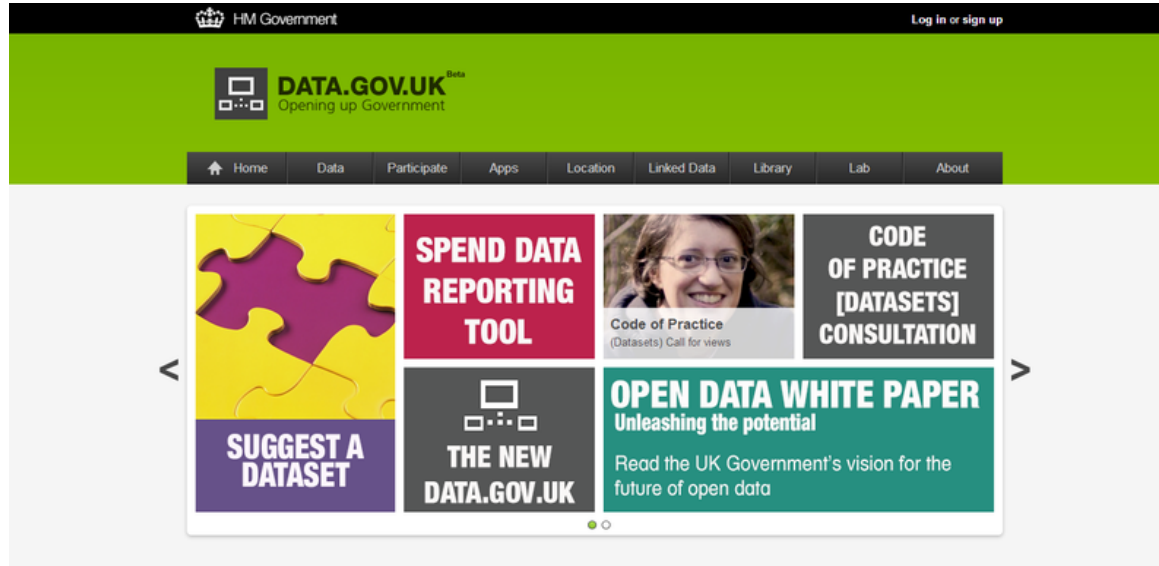 HM Government
Log in or sign up
DATA.GOV.UK Beta
Opening up Government
Home Data Participate Apps Location Linked Data Library Lab About
SUGGEST A
DATASET
SPEND DATA
REPORTING
TOOL
Code of Practice
(Datasets) Call for views
CODE
OF PRACTICE
[DATASETS]
CONSULTATION
THE NEW
DATA.GOV.UK
OPEN DATA WHITE PAPER
Unleashing the potential
Read the UK Government's vision for the
future of open data
<
>